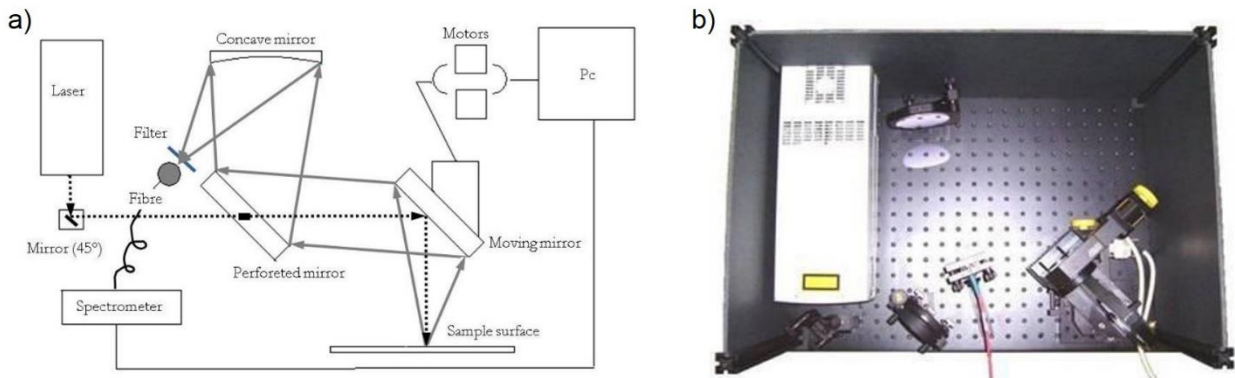 a)
b)
Concave mirror
Motors
Laser
Pc
Filter
Fibre
Mirror (45°)
Moving mirror
Perforeted mirror
Spectrometer
Sample surface